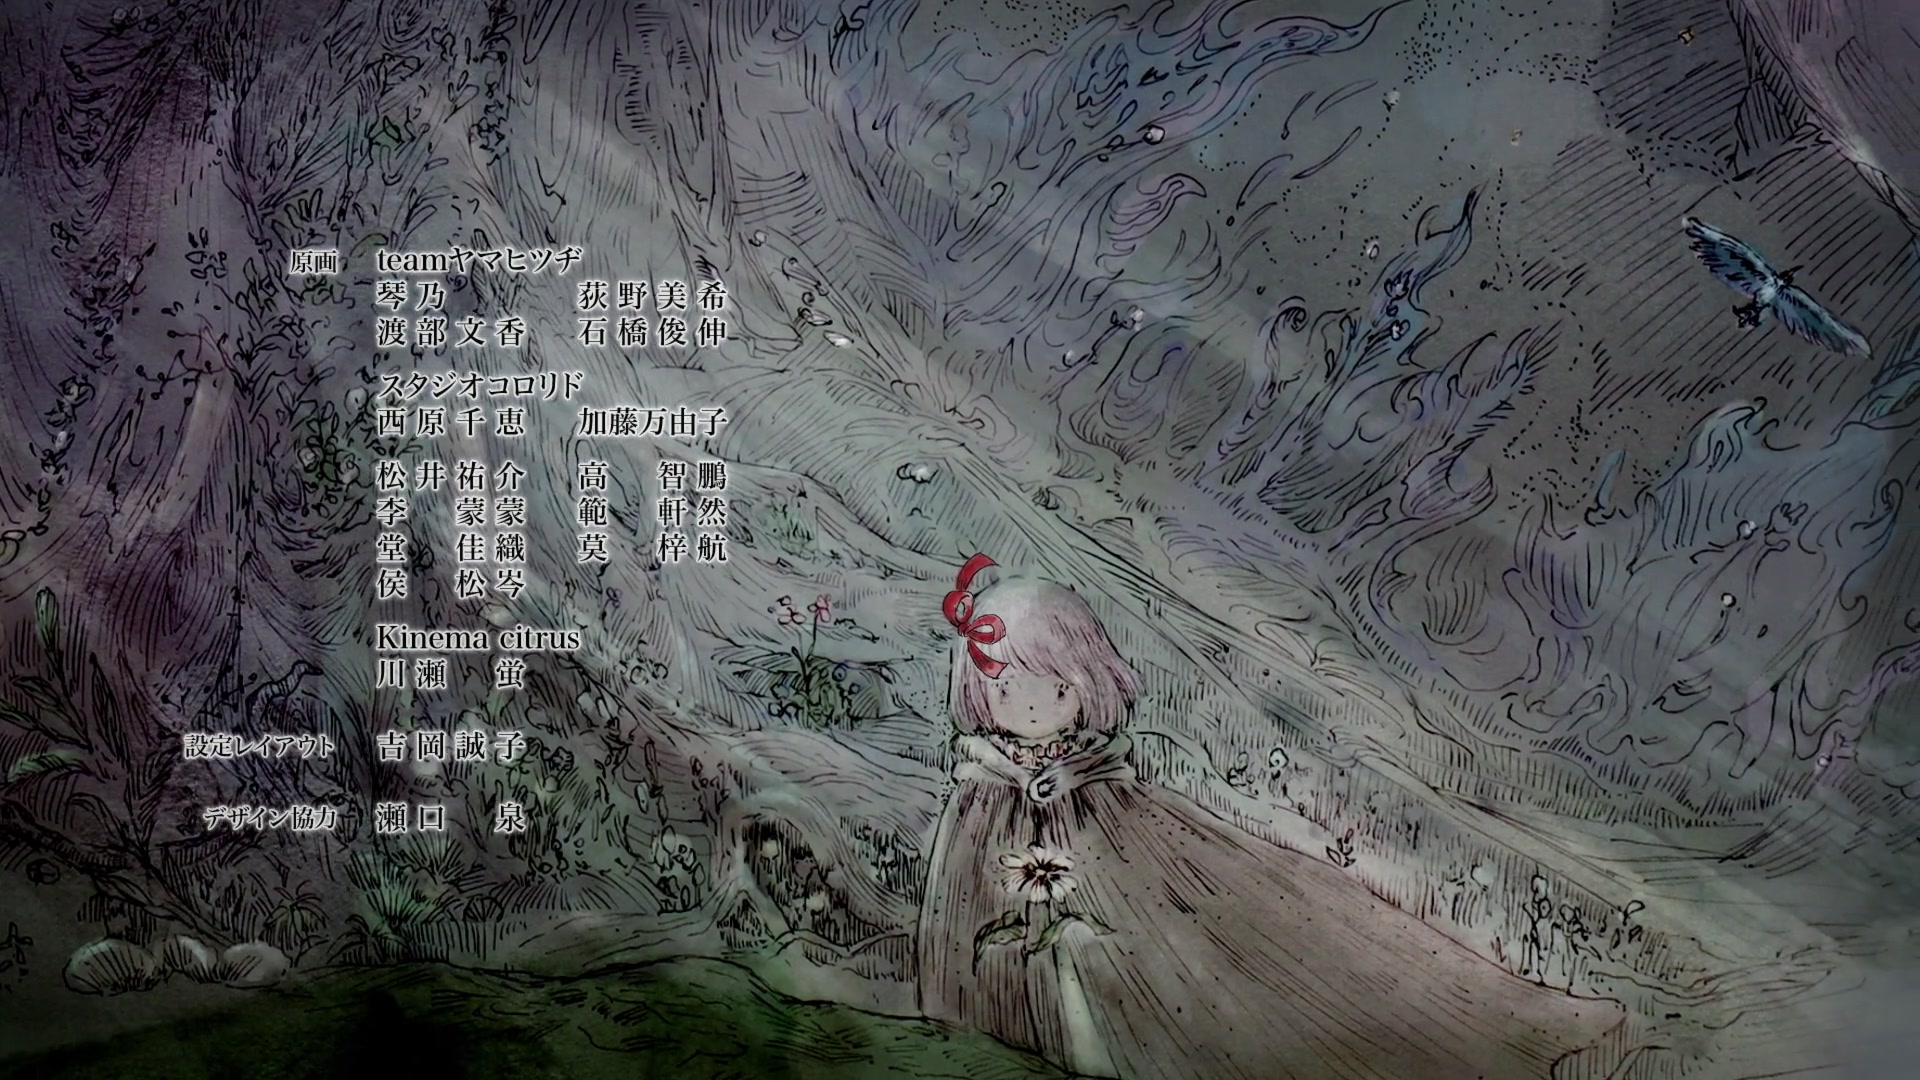 原画 teamヤマヒツヂ
琴乃 荻野美希
渡部文香 石橋俊伸
スタジオコロリド
西原千恵 加藤万由子
松井祐介 高智鵬
李蒙蒙 範軒然
堂佳織 莫梓航
侯松岑
Kinema citrus
川瀬蛍
設定レイアウト 吉岡誠子
デザイン協力 瀬口泉